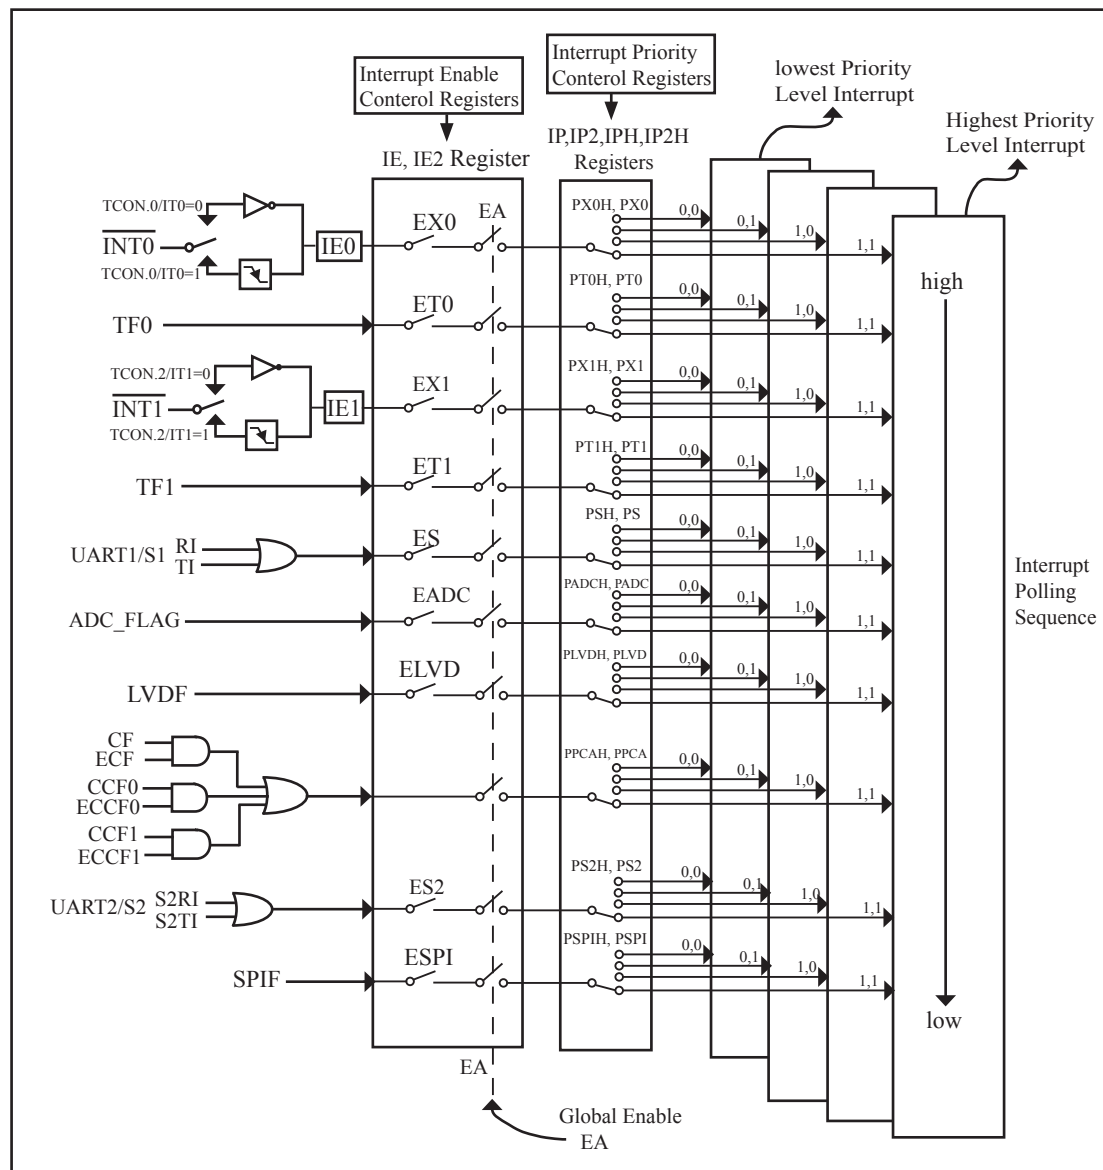 Interrupt Enable
Conterol Registers
Interrupt Priority
Conterol Registers
lowest Priority
Level Interrupt
Highest Priority
Level Interrupt
IE, IE2 Register
IP,IP2,IPH,IP2H
Registers
EA
TCON.0/IT0=0
INT0
TCON.0/IT0=1
IE0
EX0
PX0H, PX0
0,0
0,1
1,0
1,1
high
TF0
ET0
PT0H, PT0
0,0
0,1
1,0
1,1
TCON.2/IT1=0
INT1
TCON.2/IT1=1
IE1
EX1
PX1H, PX1
0,0
0,1
1,0
1,1
TF1
ET1
PT1H, PT1
0,0
0,1
1,0
1,1
UART1/S1
RI
TI
ES
PSH, PS
0,0
0,1
1,0
1,1
Interrupt
Polling
Sequence
ADC_FLAG
EADC
PADCH, PADC
0,0
0,1
1,0
1,1
LVDF
ELVD
PLVDH, PLVD
0,0
0,1
1,0
1,1
CF
ECF
CCF0
ECCF0
CCF1
ECCF1
PPCAH, PPCA
0,0
0,1
1,0
1,1
UART2/S2
S2RI
S2TI
ES2
PS2H, PS2
0,0
0,1
1,0
1,1
SPIF
ESPI
PSPIH, PSPI
0,0
0,1
1,0
1,1
low
EA
Global Enable
EA